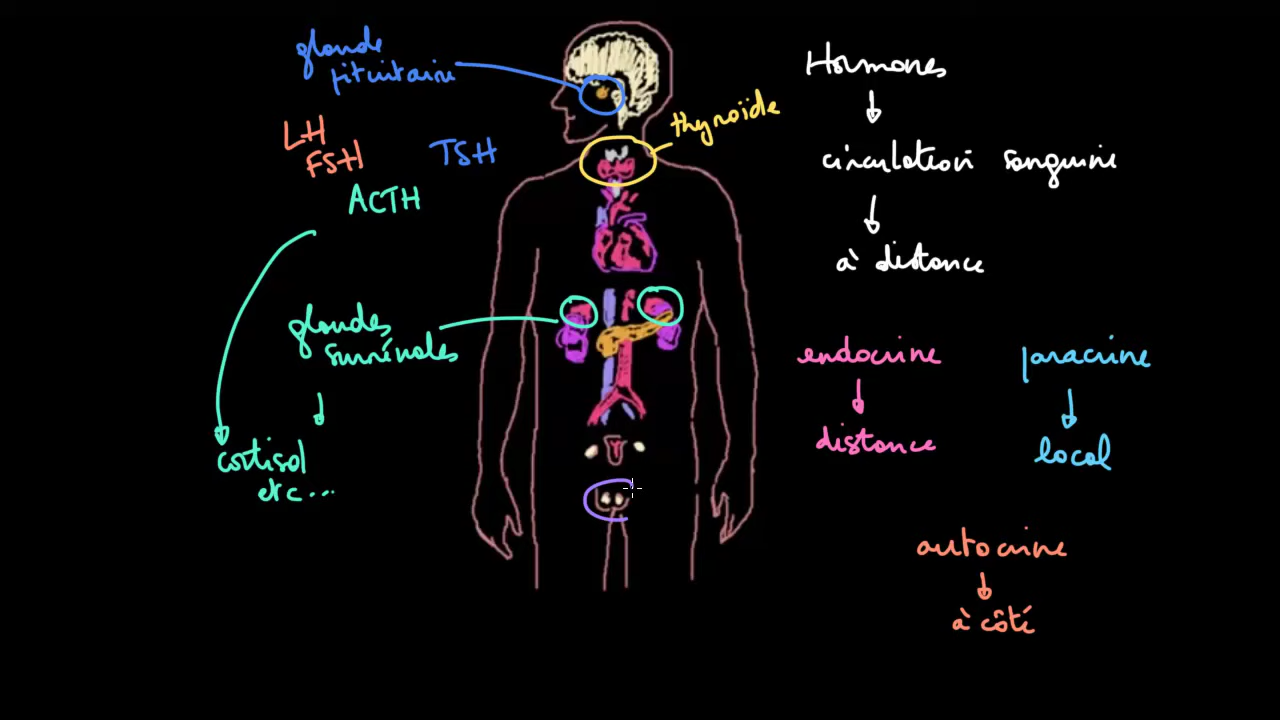 glande
pituitaire
LH
FSH
TSH
ACTH
thyroïde
glandes
surrénales
cortisol
etc...
Hormones
circulation sanguine
à distance
endocrine
distance
paracrine
local
autocrine
à côté